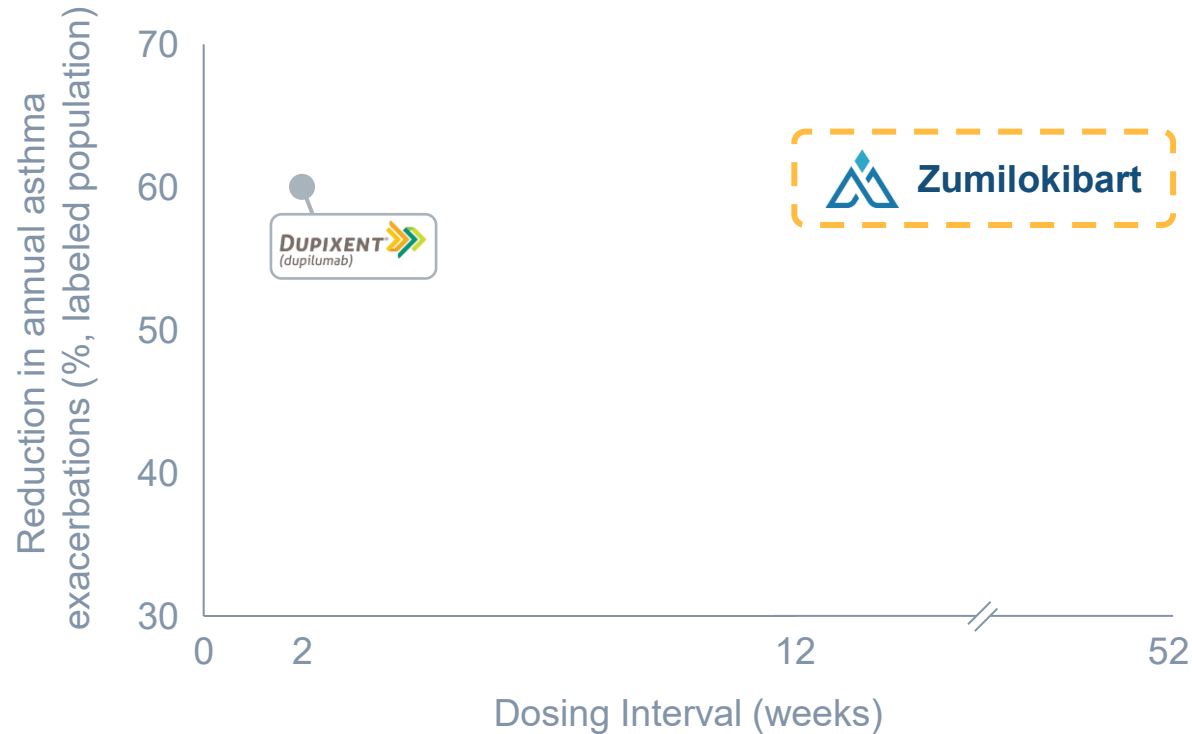 Reduction in annual asthma
exacerbations (%, labeled population)
70
60
50
40
30
DUPIXENT®
(dupilumab)
Zumilokibart
0
2
12
52
Dosing Interval (weeks)